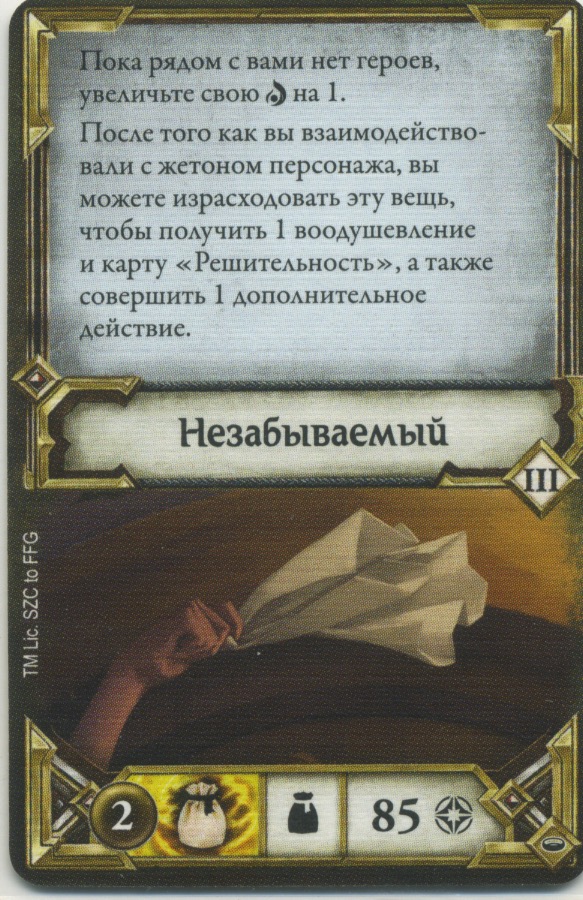 Пока рядом с вами нет героев,
увеличьте свою на 1.
После того как вы взаимодейство-
вали с жетоном персонажа, вы
можете израсходовать эту вещь,
чтобы получить 1 воодушевление
и карту «Решительность», а также
совершить 1 дополнительное
действие.
Незабываемый
III
TM Lic. SZC to FFG
2
85